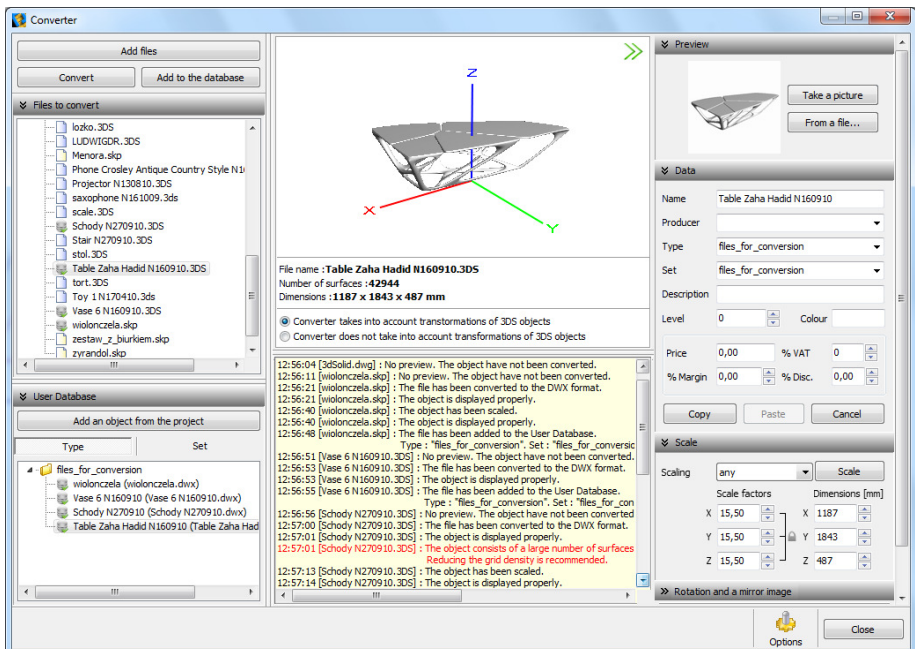 Converter
Add files
Convert
Add to the database
Files to convert
lozko.3DS
LUDWIGDR.3DS
Menora.skp
Phone Crosley Antique Country Style N1
Projector N130810.3DS
saxophone N161009.3ds
scale.3DS
Schody N270910.3DS
Stair N270910.3DS
stol.3DS
Table Zaha Hadid N160910.3DS
tort.3DS
Toy 1 N170410.3ds
Vase 6 N160910.3DS
wiolonczela.skp
zestaw_z_biurkiem.skp
zyrandol.skp
User Database
Add an object from the project
Type
Set
files_for_conversion
wiolonczela (wiolonczela.dwx)
Vase 6 N160910 (Vase 6 N160910.dwx)
Schody N270910 (Schody N270910.dwx)
Table Zaha Hadid N160910 (Table Zaha Had
Z
X
Y
File name :Table Zaha Hadid N160910.3DS
Number of surfaces :42944
Dimensions :1187 x 1843 x 487 mm
Converter takes into account transtormations of 3DS objects
Converter does not take into account transformations of 3DS objects
12:56:04 [3dSolid.dwg] : No preview. The object have not been converted.
12:56:11 [wiolonczela.skp] : No preview. The object have not been converted.
12:56:21 [wiolonczela.skp] : The file has been converted to the DWX format.
12:56:21 [wiolonczela.skp] : The object is displayed properly.
12:56:40 [wiolonczela.skp] : The object has been scaled.
12:56:40 [wiolonczela.skp] : The object is displayed properly.
12:56:48 [wiolonczela.skp] : The file has been added to the User Database.
Type : "files_for_conversion". Set : "files_for_conversic
12:56:51 [Vase 6 N160910.3DS] : No preview. The object have not been converted.
12:56:53 [Vase 6 N160910.3DS] : The file has been converted to the DWX format.
12:56:53 [Vase 6 N160910.3DS] : The object is displayed properly.
12:56:55 [Vase 6 N160910.3DS] : The file has been added to the User Database.
Type : "files_for_conversion". Set : "files_for_con
12:56:56 [Schody N270910.3DS] : No preview. The object have not been converted
12:57:00 [Schody N270910.3DS] : The file has been converted to the DWX format.
12:57:01 [Schody N270910.3DS] : The object is displayed properly.
12:57:01 [Schody N270910.3DS] : The object consists of a large number of surfaces
Reducing the grid density is recommended.
12:57:13 [Schody N270910.3DS] : The object has been scaled.
12:57:14 [Schody N270910.3DS] : The object is displayed properly.
Preview
Take a picture
From a file...
Data
Name Table Zaha Hadid N160910
Producer
Type files_for_conversion
Set files_for_conversion
Description
Level 0 Colour
Price 0,00 % VAT 0
% Margin 0,00 % Disc. 0,00
Copy Paste Cancel
Scale
Scaling any Scale
Scale factors Dimensions [mm]
X 15,50 X 1187
Y 15,50 Y 1843
Z 15,50 Z 487
Rotation and a mirror image
Options
Close